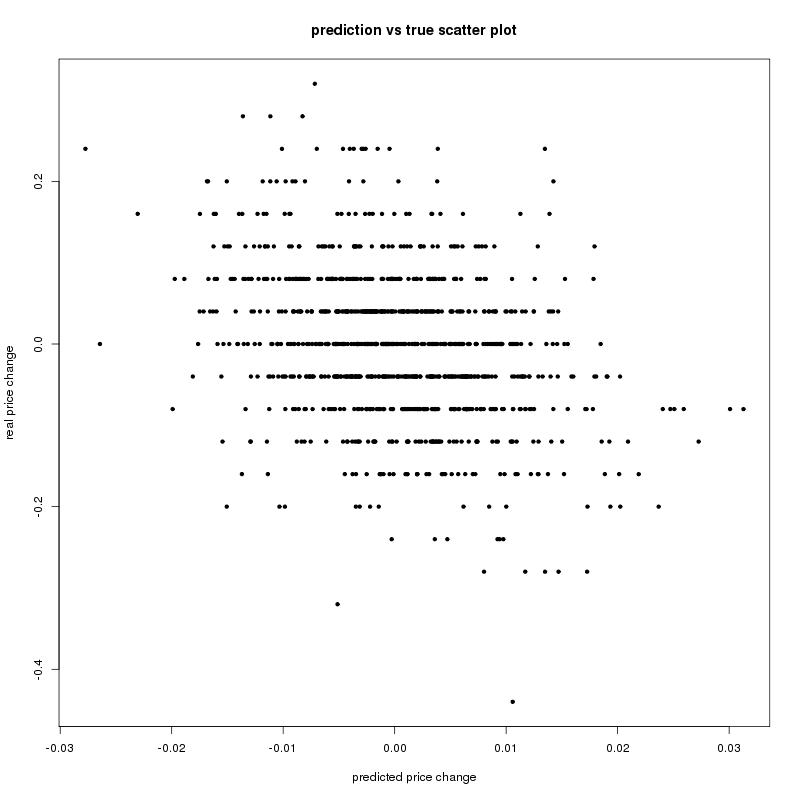 prediction vs true scatter plot
real price change
0.2
0.0
-0.2
-0.4
-0.03 -0.02 -0.01 0.00 0.01 0.02 0.03
predicted price change